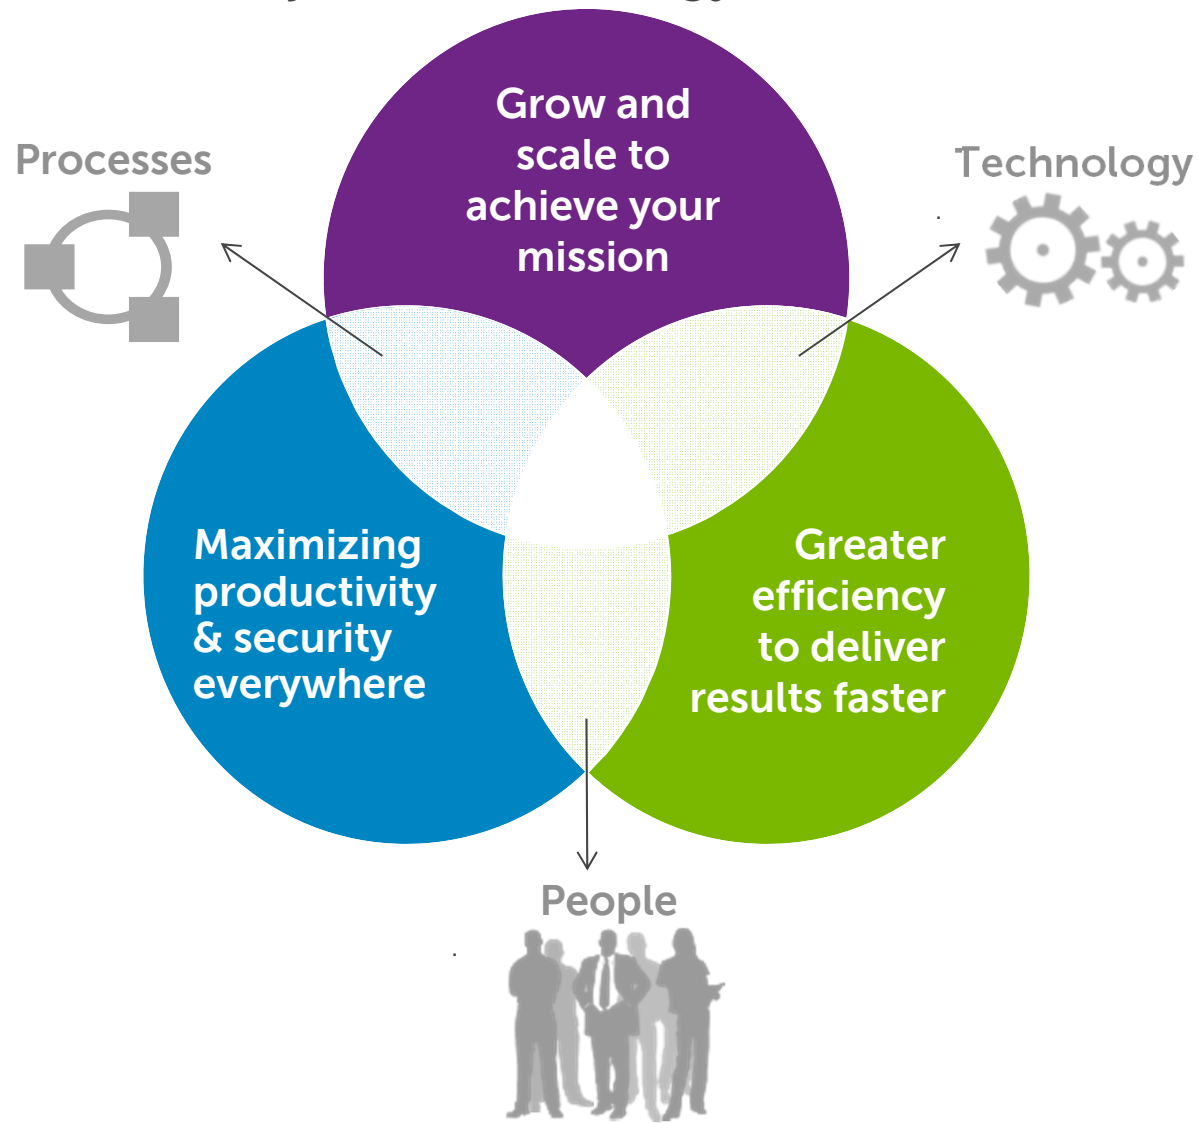 Grow and
scale to
achieve your
mission
Processes
Technology
Maximizing
productivity
& security
everywhere
Greater
efficiency
to deliver
results faster
People